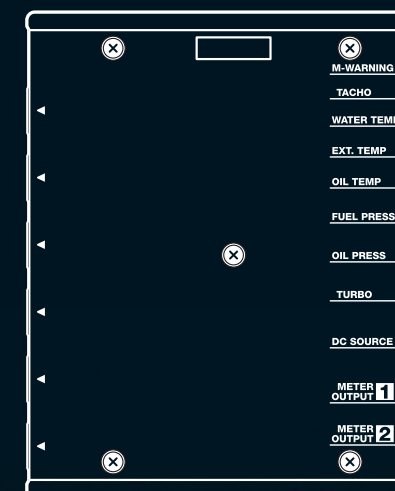 M-WARNING
TACHO
WATER TEMP
EXT. TEMP
OIL TEMP
FUEL PRESS
OIL PRESS
TURBO
DC SOURCE
METER
OUTPUT 1
METER
OUTPUT 2